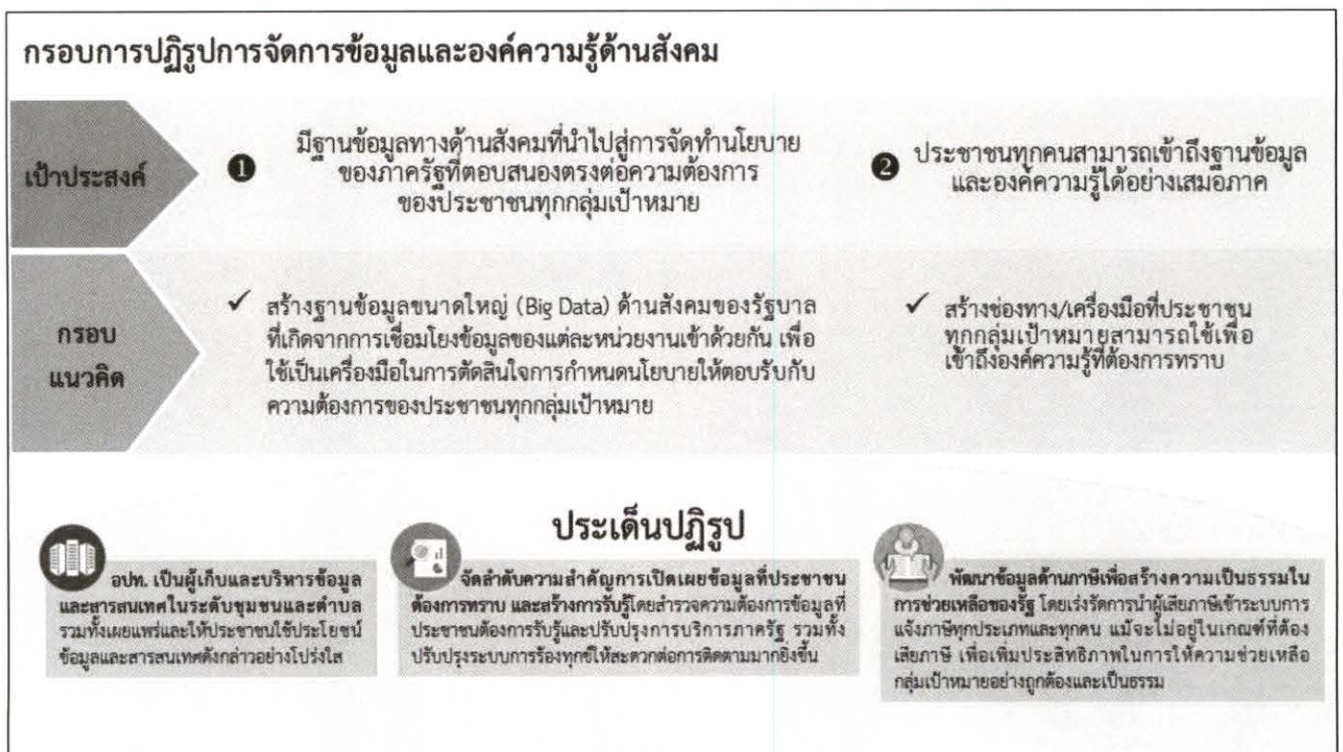 กรอบการปฏิรูปการจัดการข้อมูลและองค์ความรู้ด้านสังคม
เป้าประสงค์
❶ มีฐานข้อมูลทางด้านสังคมที่นำไปสู่การจัดทำนโยบาย
ของภาครัฐที่ตอบสนองตรงต่อความต้องการ
ของประชาชนทุกกลุ่มเป้าหมาย
❷ ประชาชนทุกคนสามารถเข้าถึงฐานข้อมูล
และองค์ความรู้ได้อย่างเสมอภาค
กรอบ
แนวคิด
✓ สร้างฐานข้อมูลขนาดใหญ่ (Big Data) ด้านสังคมของรัฐบาล
ที่เกิดจากการเชื่อมโยงข้อมูลของแต่ละหน่วยงานเข้าด้วยกัน เพื่อ
ใช้เป็นเครื่องมือในการตัดสินใจการกำหนดนโยบายให้ตอบรับกับ
ความต้องการของประชาชนทุกกลุ่มเป้าหมาย
✓ สร้างช่องทาง/เครื่องมือที่ประชาชน
ทุกกลุ่มเป้าหมายสามารถใช้เพื่อ
เข้าถึงองค์ความรู้ที่ต้องการทราบ
ประเด็นปฏิรูป
อปท. เป็นผู้เก็บและบริหารข้อมูล
และสารสนเทศในระดับชุมชนและตำบล
รวมทั้งเผยแพร่และให้ประชาชนใช้ประโยชน์
ข้อมูลและสารสนเทศดังกล่าวอย่างโปร่งใส
จัดลำดับความสำคัญการเปิดเผยข้อมูลที่ประชาชน
ต้องการทราบ และสร้างการรับรู้โดยสำรวจความต้องการข้อมูลที่
ประชาชนต้องการรับรู้และปรับปรุงการบริการภาครัฐ รวมทั้ง
ปรับปรุงระบบการร้องทุกข์ให้สะดวกต่อการติดตามมากยิ่งขึ้น
พัฒนาข้อมูลด้านภาษีเพื่อสร้างความเป็นธรรมใน
การช่วยเหลือของรัฐ โดยเร่งรัดการนำผู้เสียภาษีเข้าระบบการ
แจ้งภาษีทุกประเภทและทุกคน แม้จะไม่อยู่ในเกณฑ์ที่ต้อง
เสียภาษี เพื่อเพิ่มประสิทธิภาพในการให้ความช่วยเหลือ
กลุ่มเป้าหมายอย่างถูกต้องและเป็นธรรม